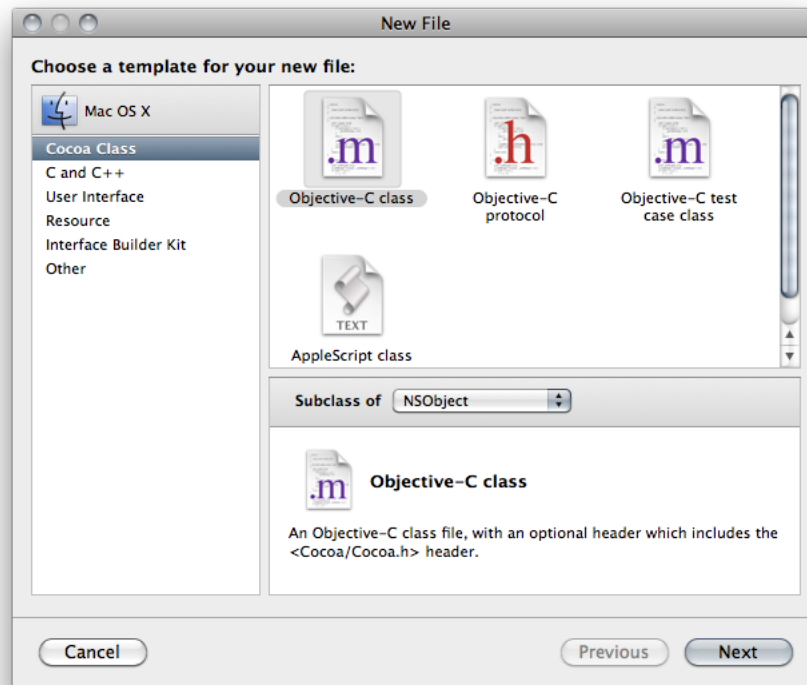 New File
Choose a template for your new file:
Mac OS X
Cocoa Class
C and C++
User Interface
Resource
Interface Builder Kit
Other
.m
Objective-C class
.h
Objective-C
protocol
.m
Objective-C test
case class
TEXT
AppleScript class
Subclass of NSObject
.m
Objective-C class
An Objective-C class file, with an optional header which includes the
<Cocoa/Cocoa.h> header.
Cancel
Previous
Next